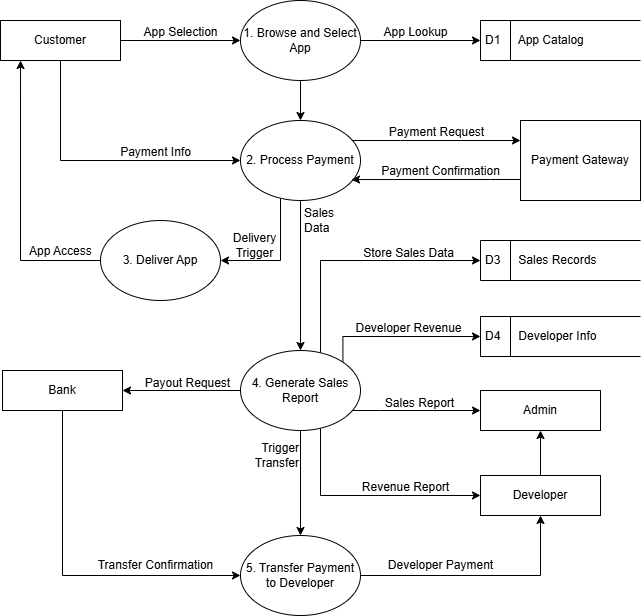 1. Browse and Select
App
Customer
App Selection
App Lookup
D1
App Catalog
Payment Request
Payment Info
2. Process Payment
Payment Gateway
Payment Confirmation
Sales
Data
Delivery
Trigger
App Access
3. Deliver App
Store Sales Data
D3
Sales Records
Developer Revenue
D4
Developer Info
Bank
Payout Request
4. Generate Sales
Report
Sales Report
Admin
Trigger
Transfer
Revenue Report
Developer
Transfer Confirmation
5. Transfer Payment
to Developer
Developer Payment